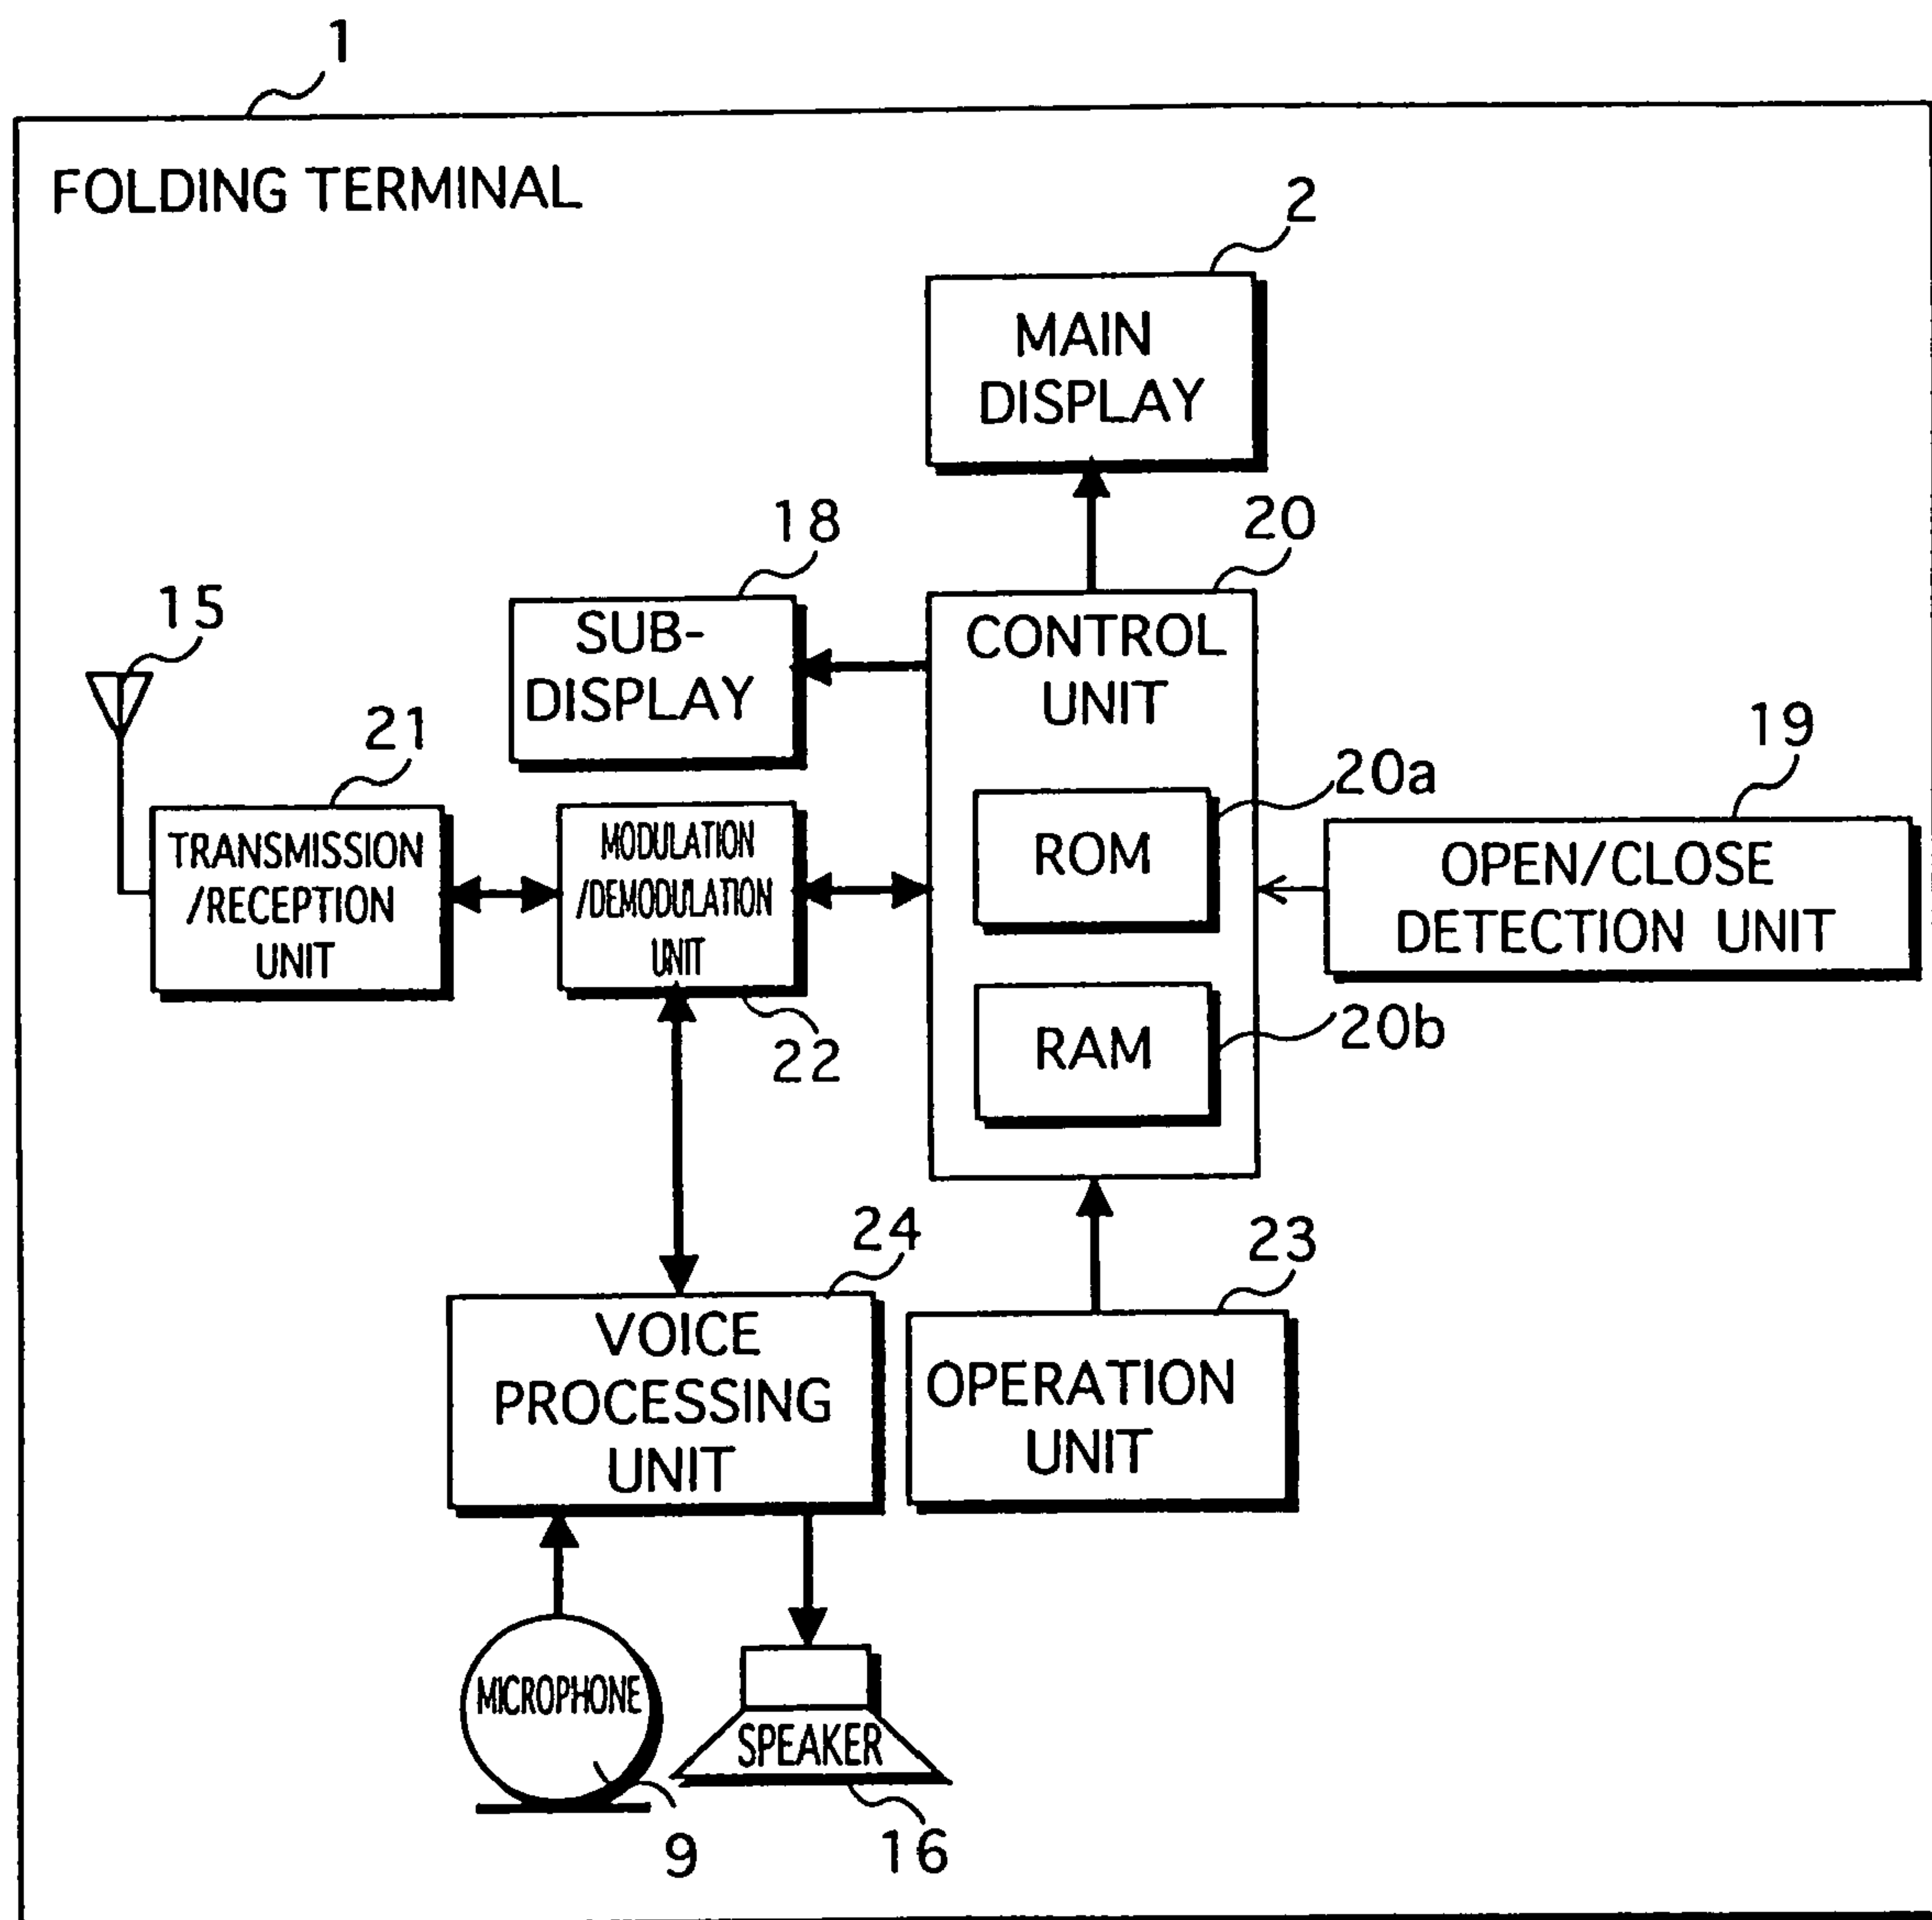 1
FOLDING TERMINAL
2
MAIN
DISPLAY
18
20
15
SUB-
DISPLAY
CONTROL
UNIT
21
19
20a
TRANSMISSION
/RECEPTION
UNIT
MODULATION
/DEMODULATION
UNIT
ROM
OPEN/CLOSE
DETECTION UNIT
22
RAM
20b
24
23
VOICE
PROCESSING
UNIT
OPERATION
UNIT
MICROPHONE
SPEAKER
9
16